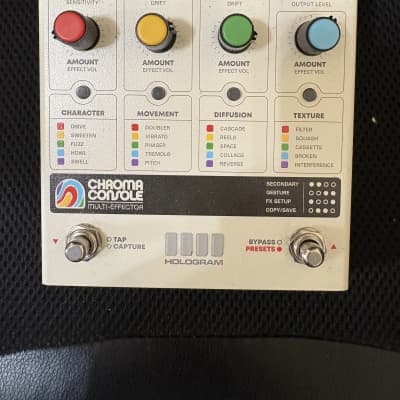 SENSITIVITY
DRIFT
DRIFT
OUTPUT LEVEL
AMOUNT
EFFECT VOL
AMOUNT
EFFECT VOL
AMOUNT
EFFECT VOL
AMOUNT
EFFECT VOL
CHARACTER
DRIVE
SWEETEN
FUZZ
HOWL
SWELL
MOVEMENT
DOUBLER
VIBRATO
PHASER
TREMOLO
PITCH
DIFFUSION
CASCADE
REELS
SPACE
COLLAGE
REVERSE
TEXTURE
FILTER
SQUASH
CASSETTE
BROKEN
INTERFERENCE
CHROMA
CONSOLE
MULTI-EFFECTOR
SECONDARY
GESTURE
FX SETUP
COPY/SAVE
TAP
CAPTURE
HOLOGRAM
BYPASS
PRESETS